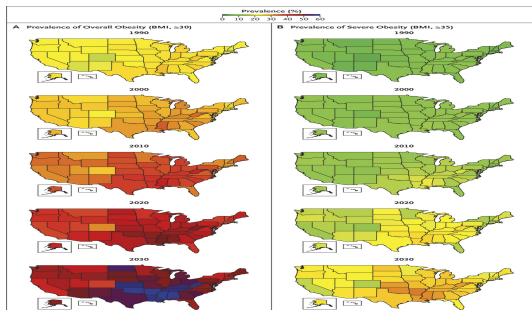 Prevalence (%)
0 10 20 30 40 50 60
A Prevalence of Overall Obesity (BMI, ≥30)
1990
2000
2010
2020
2030
B Prevalence of Severe Obesity (BMI, ≥35)
1990
2000
2010
2020
2030